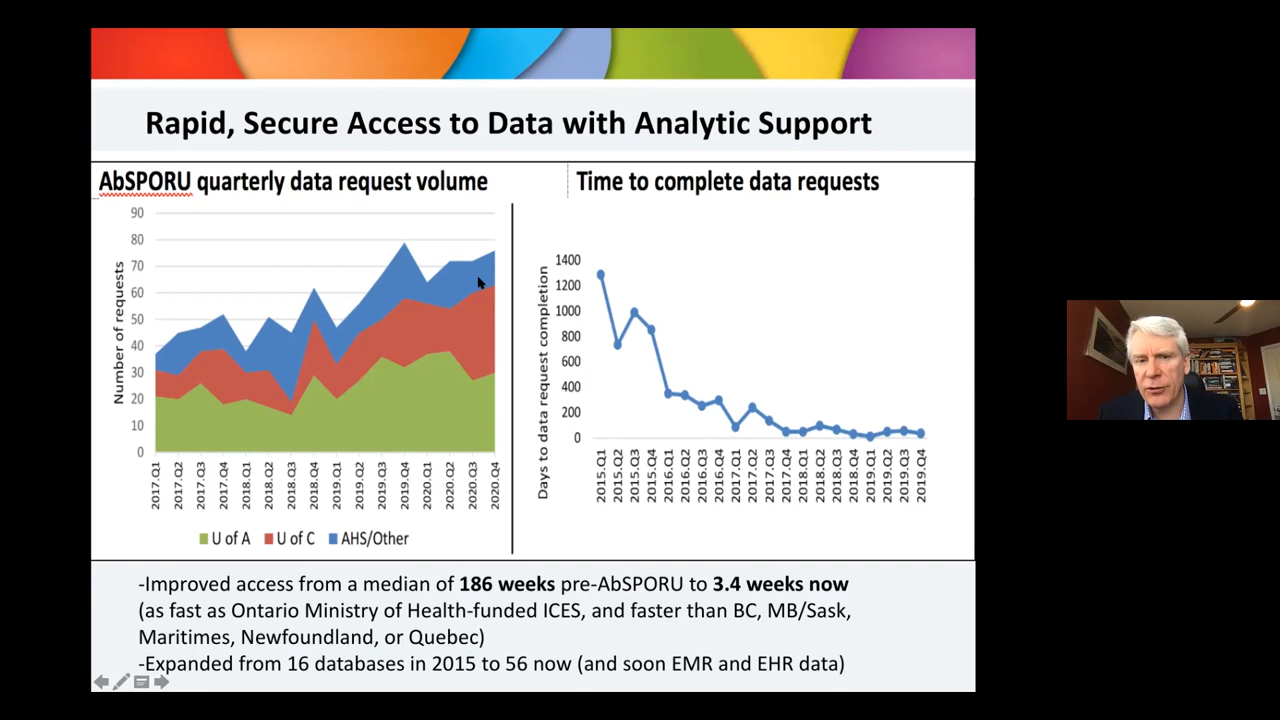 Rapid, Secure Access to Data with Analytic Support
AbSPORU quarterly data request volume
Number of requests
90
80
70
60
50
40
30
20
10
0
2017.Q1
2017.Q2
2017.Q3
2017.Q4
2018.Q1
2018.Q2
2018.Q3
2018.Q4
2019.Q1
2019.Q2
2019.Q3
2019.Q4
2020.Q1
2020.Q2
2020.Q3
2020.Q4
U of A U of C AHS/Other
Time to complete data requests
Days to data request completion
1400
1200
1000
800
600
400
200
0
2015.Q1
2015.Q2
2015.Q3
2015.Q4
2016.Q1
2016.Q2
2016.Q3
2016.Q4
2017.Q1
2017.Q2
2017.Q3
2017.Q4
2018.Q1
2018.Q2
2018.Q3
2018.Q4
2019.Q1
2019.Q2
2019.Q3
2019.Q4
-Improved access from a median of 186 weeks pre-AbSPORU to 3.4 weeks now
(as fast as Ontario Ministry of Health-funded ICES, and faster than BC, MB/Sask,
Maritimes, Newfoundland, or Quebec)
-Expanded from 16 databases in 2015 to 56 now (and soon EMR and EHR data)